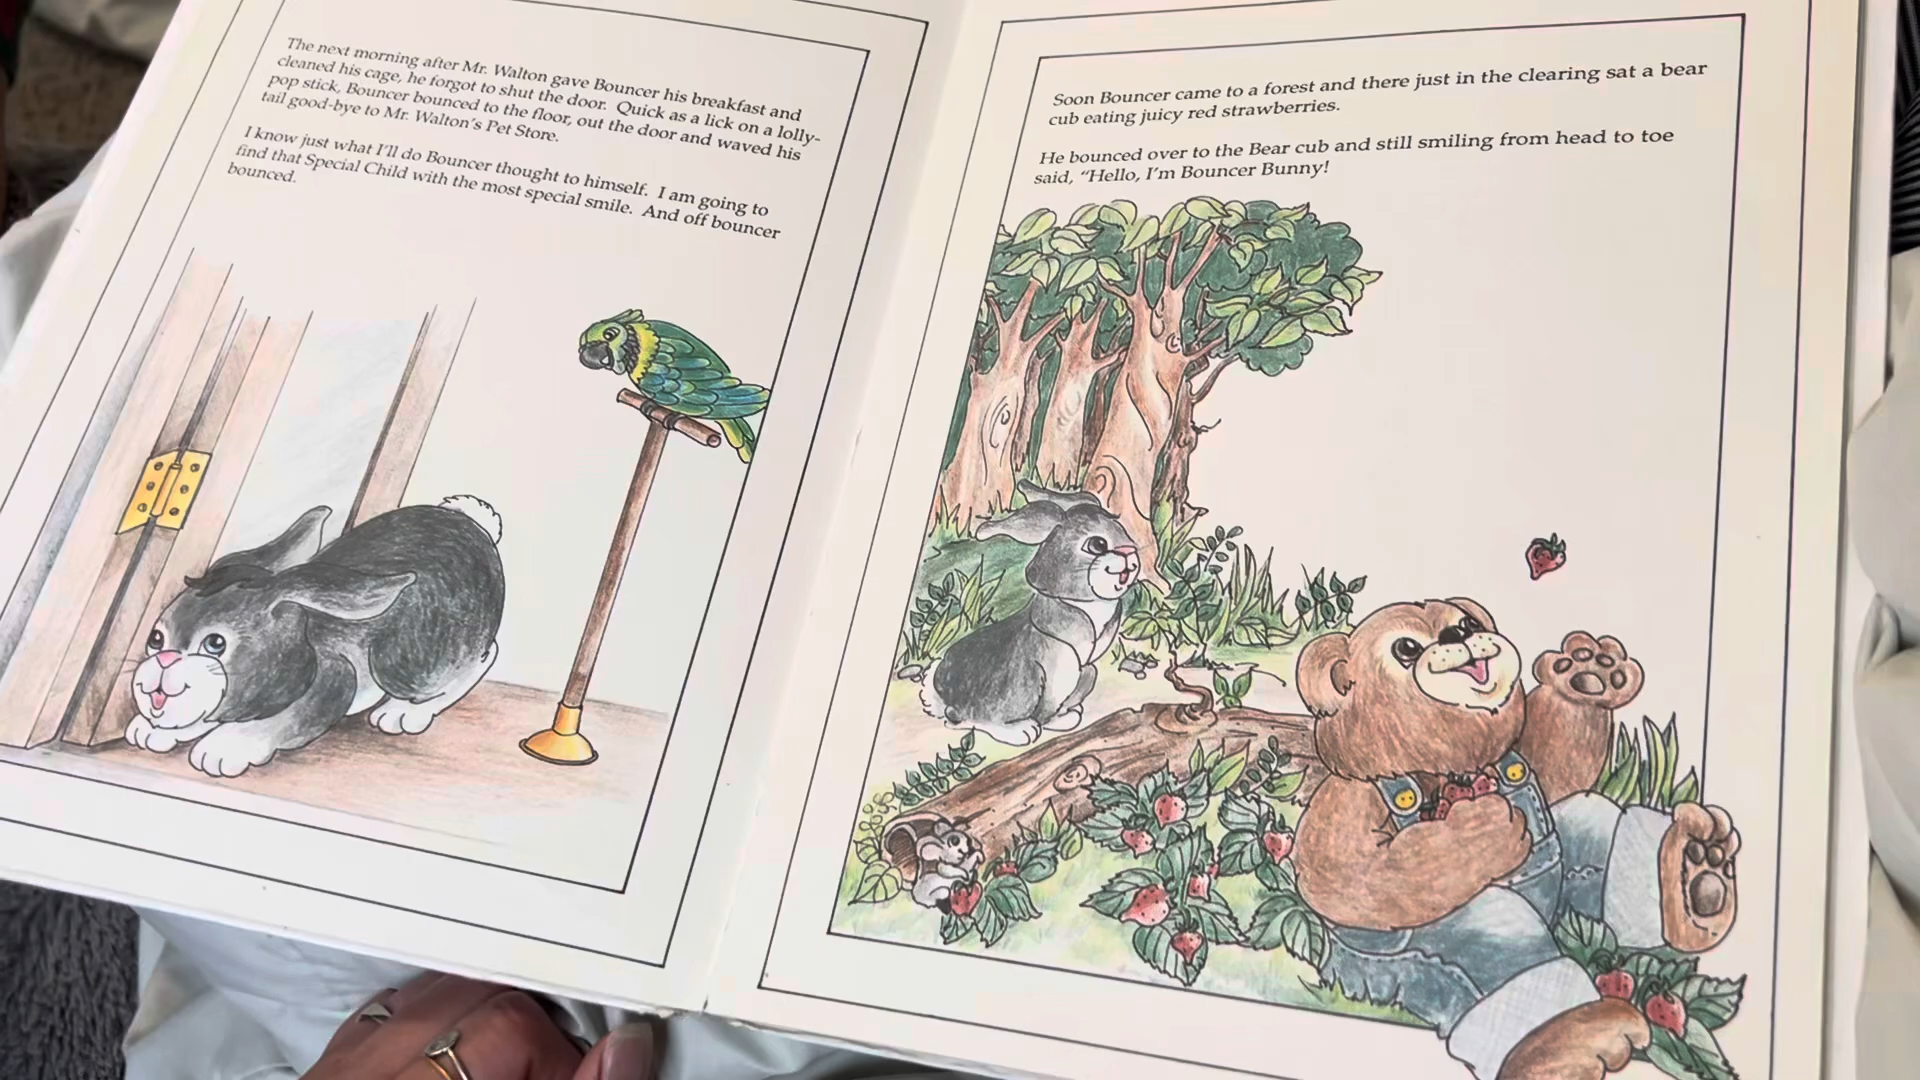 The next morning after Mr. Walton gave Bouncer his breakfast and
cleaned his cage, he forgot to shut the door. Quick as a lick on a lolly-
pop stick, Bouncer bounced to the floor, out the door and waved his
tail good-bye to Mr. Walton's Pet Store.
I know just what I'll do Bouncer thought to himself. I am going to
find that Special Child with the most special smile. And off bouncer
bounced.
Soon Bouncer came to a forest and there just in the clearing sat a bear
cub eating juicy red strawberries.
He bounced over to the Bear cub and still smiling from head to toe
said, "Hello, I'm Bouncer Bunny!